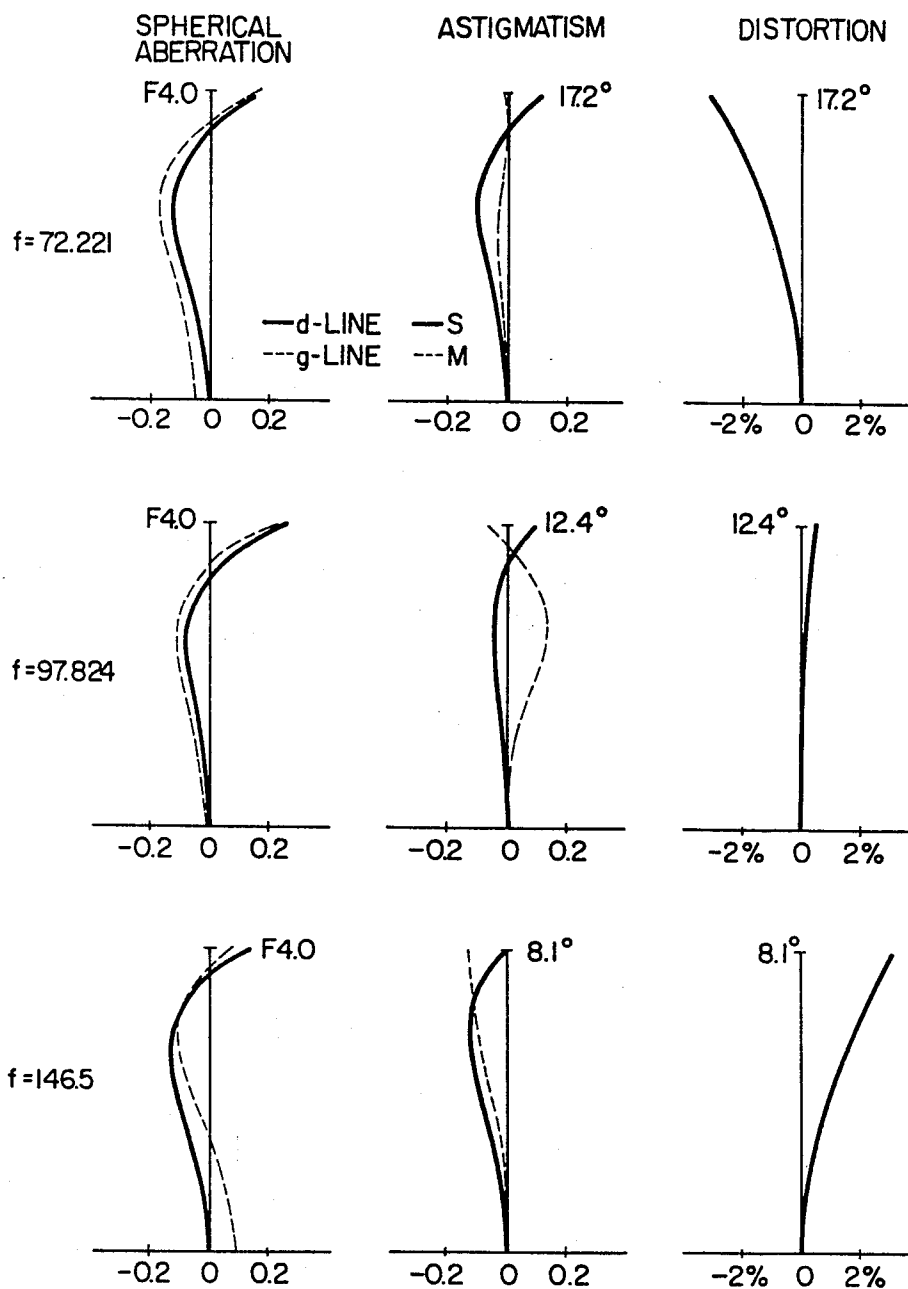 SPHERICAL
ABERRATION
ASTIGMATISM
DISTORTION
F4.0
17.2°
17.2°
f=72.221
d-LINE
S
g-LINE
M
-0.2 0 0.2
-0.2 0 0.2
-2% 0 2%
F4.0
12.4°
12.4°
f=97.824
-0.2 0 0.2
-0.2 0 0.2
-2% 0 2%
F4.0
8.1°
8.1°
f=146.5
-0.2 0 0.2
-0.2 0 0.2
-2% 0 2%